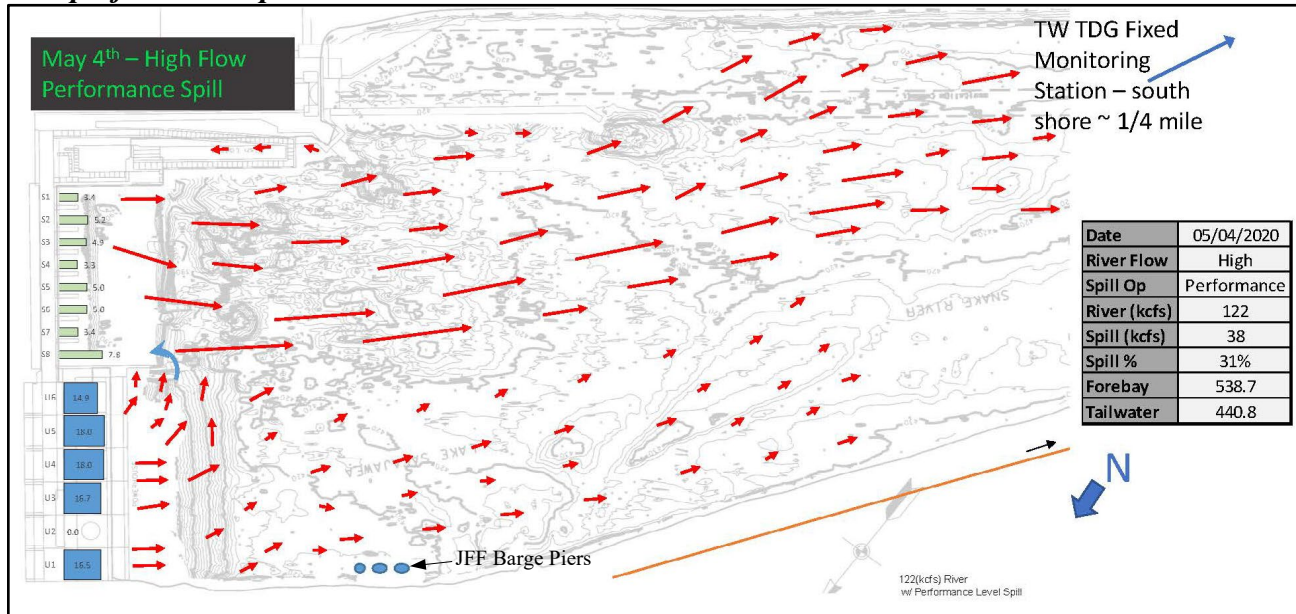 May 4th – High Flow
Performance Spill
TW TDG Fixed
Monitoring
Station – south
shore ~ 1/4 mile
S1 3.4
S2 5.2
S3 4.9
S4 3.3
S5 5.0
S6 5.0
S7 3.4
S8 7.8
U6 14.9
U5 18.0
U4 18.0
U3 16.7
U2 0.0
U1 16.5
SNAKE RIVER
LAKE SACAJAWEA
JFF Barge Piers
Date 05/04/2020
River Flow High
Spill Op Performance
River (kcfs) 122
Spill (kcfs) 38
Spill % 31%
Forebay 538.7
Tailwater 440.8
N
122(kcfs) River
w/ Performance Level Spill